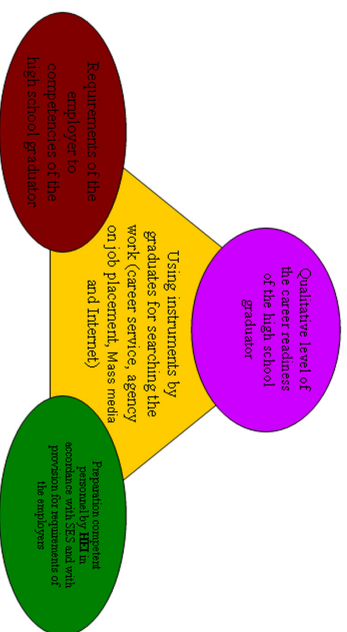 Qualitative level of
the career readiness
of the high school
graduator
Using instruments by
graduates for searching the
work (career service, agency
on job placement, Mass media
and Internet)
Requirements of the
employer to
competencies of the
high school graduator
Preparation competent
personnel by HEI in
accordance with SES and with
provision for requirements of
the employers